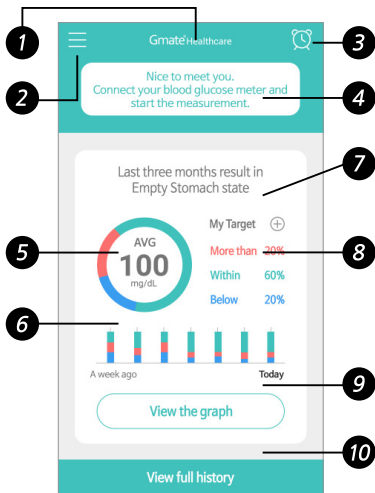 1
Gmate® Healthcare
3
2
Nice to meet you.
Connect your blood glucose meter and
start the measurement.
4
Last three months result in
Empty Stomach state
7
My Target
5
AVG
100
mg/dL
More than 20%
8
Within 60%
Below 20%
6
A week ago
Today
9
View the graph
10
View full history